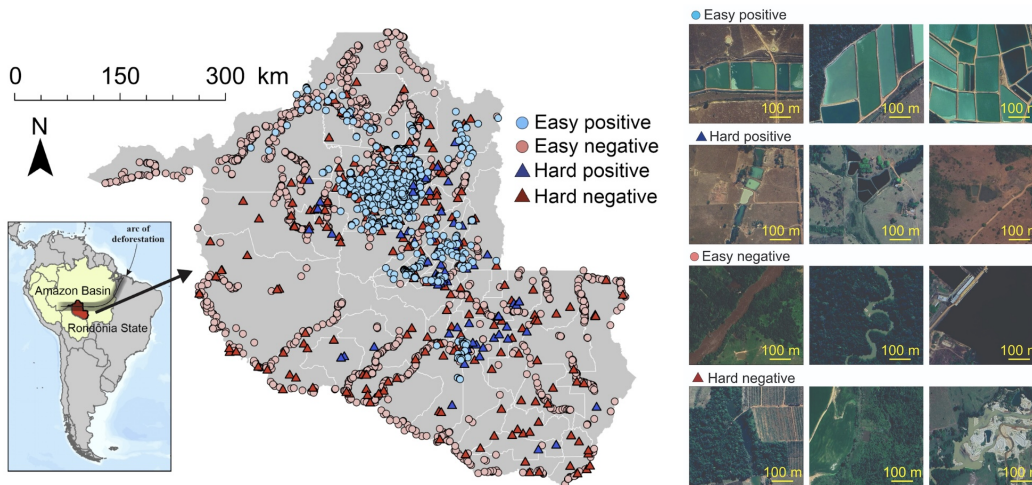 0 150 300 km
N
Easy positive
Easy negative
Hard positive
Hard negative
arc of
deforestation
Amazon Basin
Rondônia State
Easy positive
100 m 100 m 100 m
Hard positive
100 m 100 m 100 m
Easy negative
100 m 100 m 100 m
Hard negative
100 m 100 m 100 m